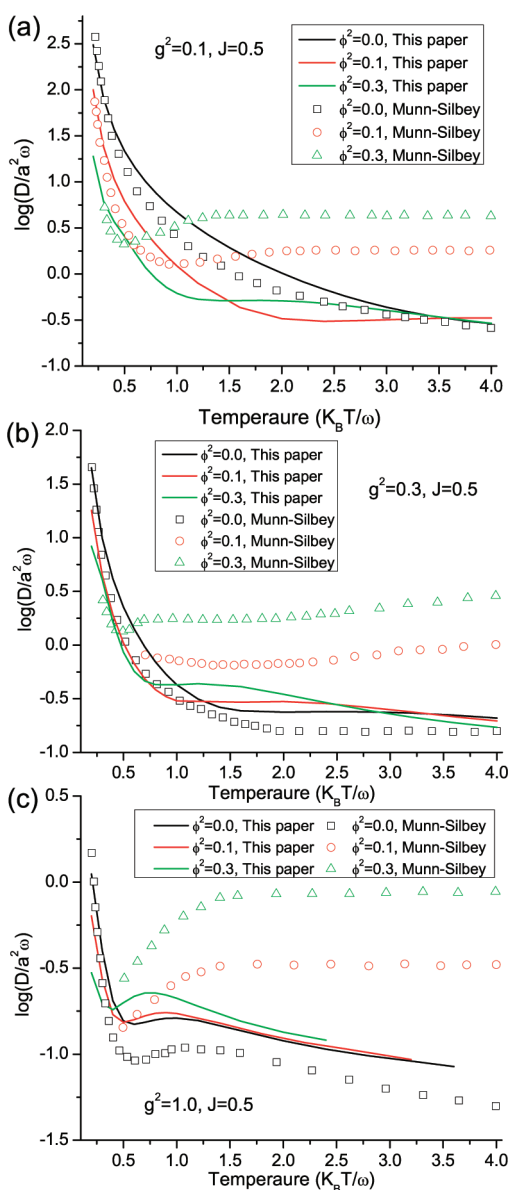 (a)
g²=0.1, J=0.5
ϕ²=0.0, This paper
ϕ²=0.1, This paper
ϕ²=0.3, This paper
ϕ²=0.0, Munn-Silbey
ϕ²=0.1, Munn-Silbey
ϕ²=0.3, Munn-Silbey
log(D/a²ω)
2.5
2.0
1.5
1.0
0.5
0.0
-0.5
-1.0
0.5 1.0 1.5 2.0 2.5 3.0 3.5 4.0
Temperaure (K_BT/ω)
(b)
g²=0.3, J=0.5
ϕ²=0.0, This paper
ϕ²=0.1, This paper
ϕ²=0.3, This paper
ϕ²=0.0, Munn-Silbey
ϕ²=0.1, Munn-Silbey
ϕ²=0.3, Munn-Silbey
log(D/a²ω)
2.0
1.5
1.0
0.5
0.0
-0.5
-1.0
0.5 1.0 1.5 2.0 2.5 3.0 3.5 4.0
Temperaure (K_BT/ω)
(c)
ϕ²=0.0, This paper ϕ²=0.0, Munn-Silbey
ϕ²=0.1, This paper ϕ²=0.1, Munn-Silbey
ϕ²=0.3, This paper ϕ²=0.3, Munn-Silbey
log(D/a²ω)
0.5
0.0
-0.5
-1.0
-1.5
g²=1.0, J=0.5
0.5 1.0 1.5 2.0 2.5 3.0 3.5 4.0
Temperaure (K_BT/ω)